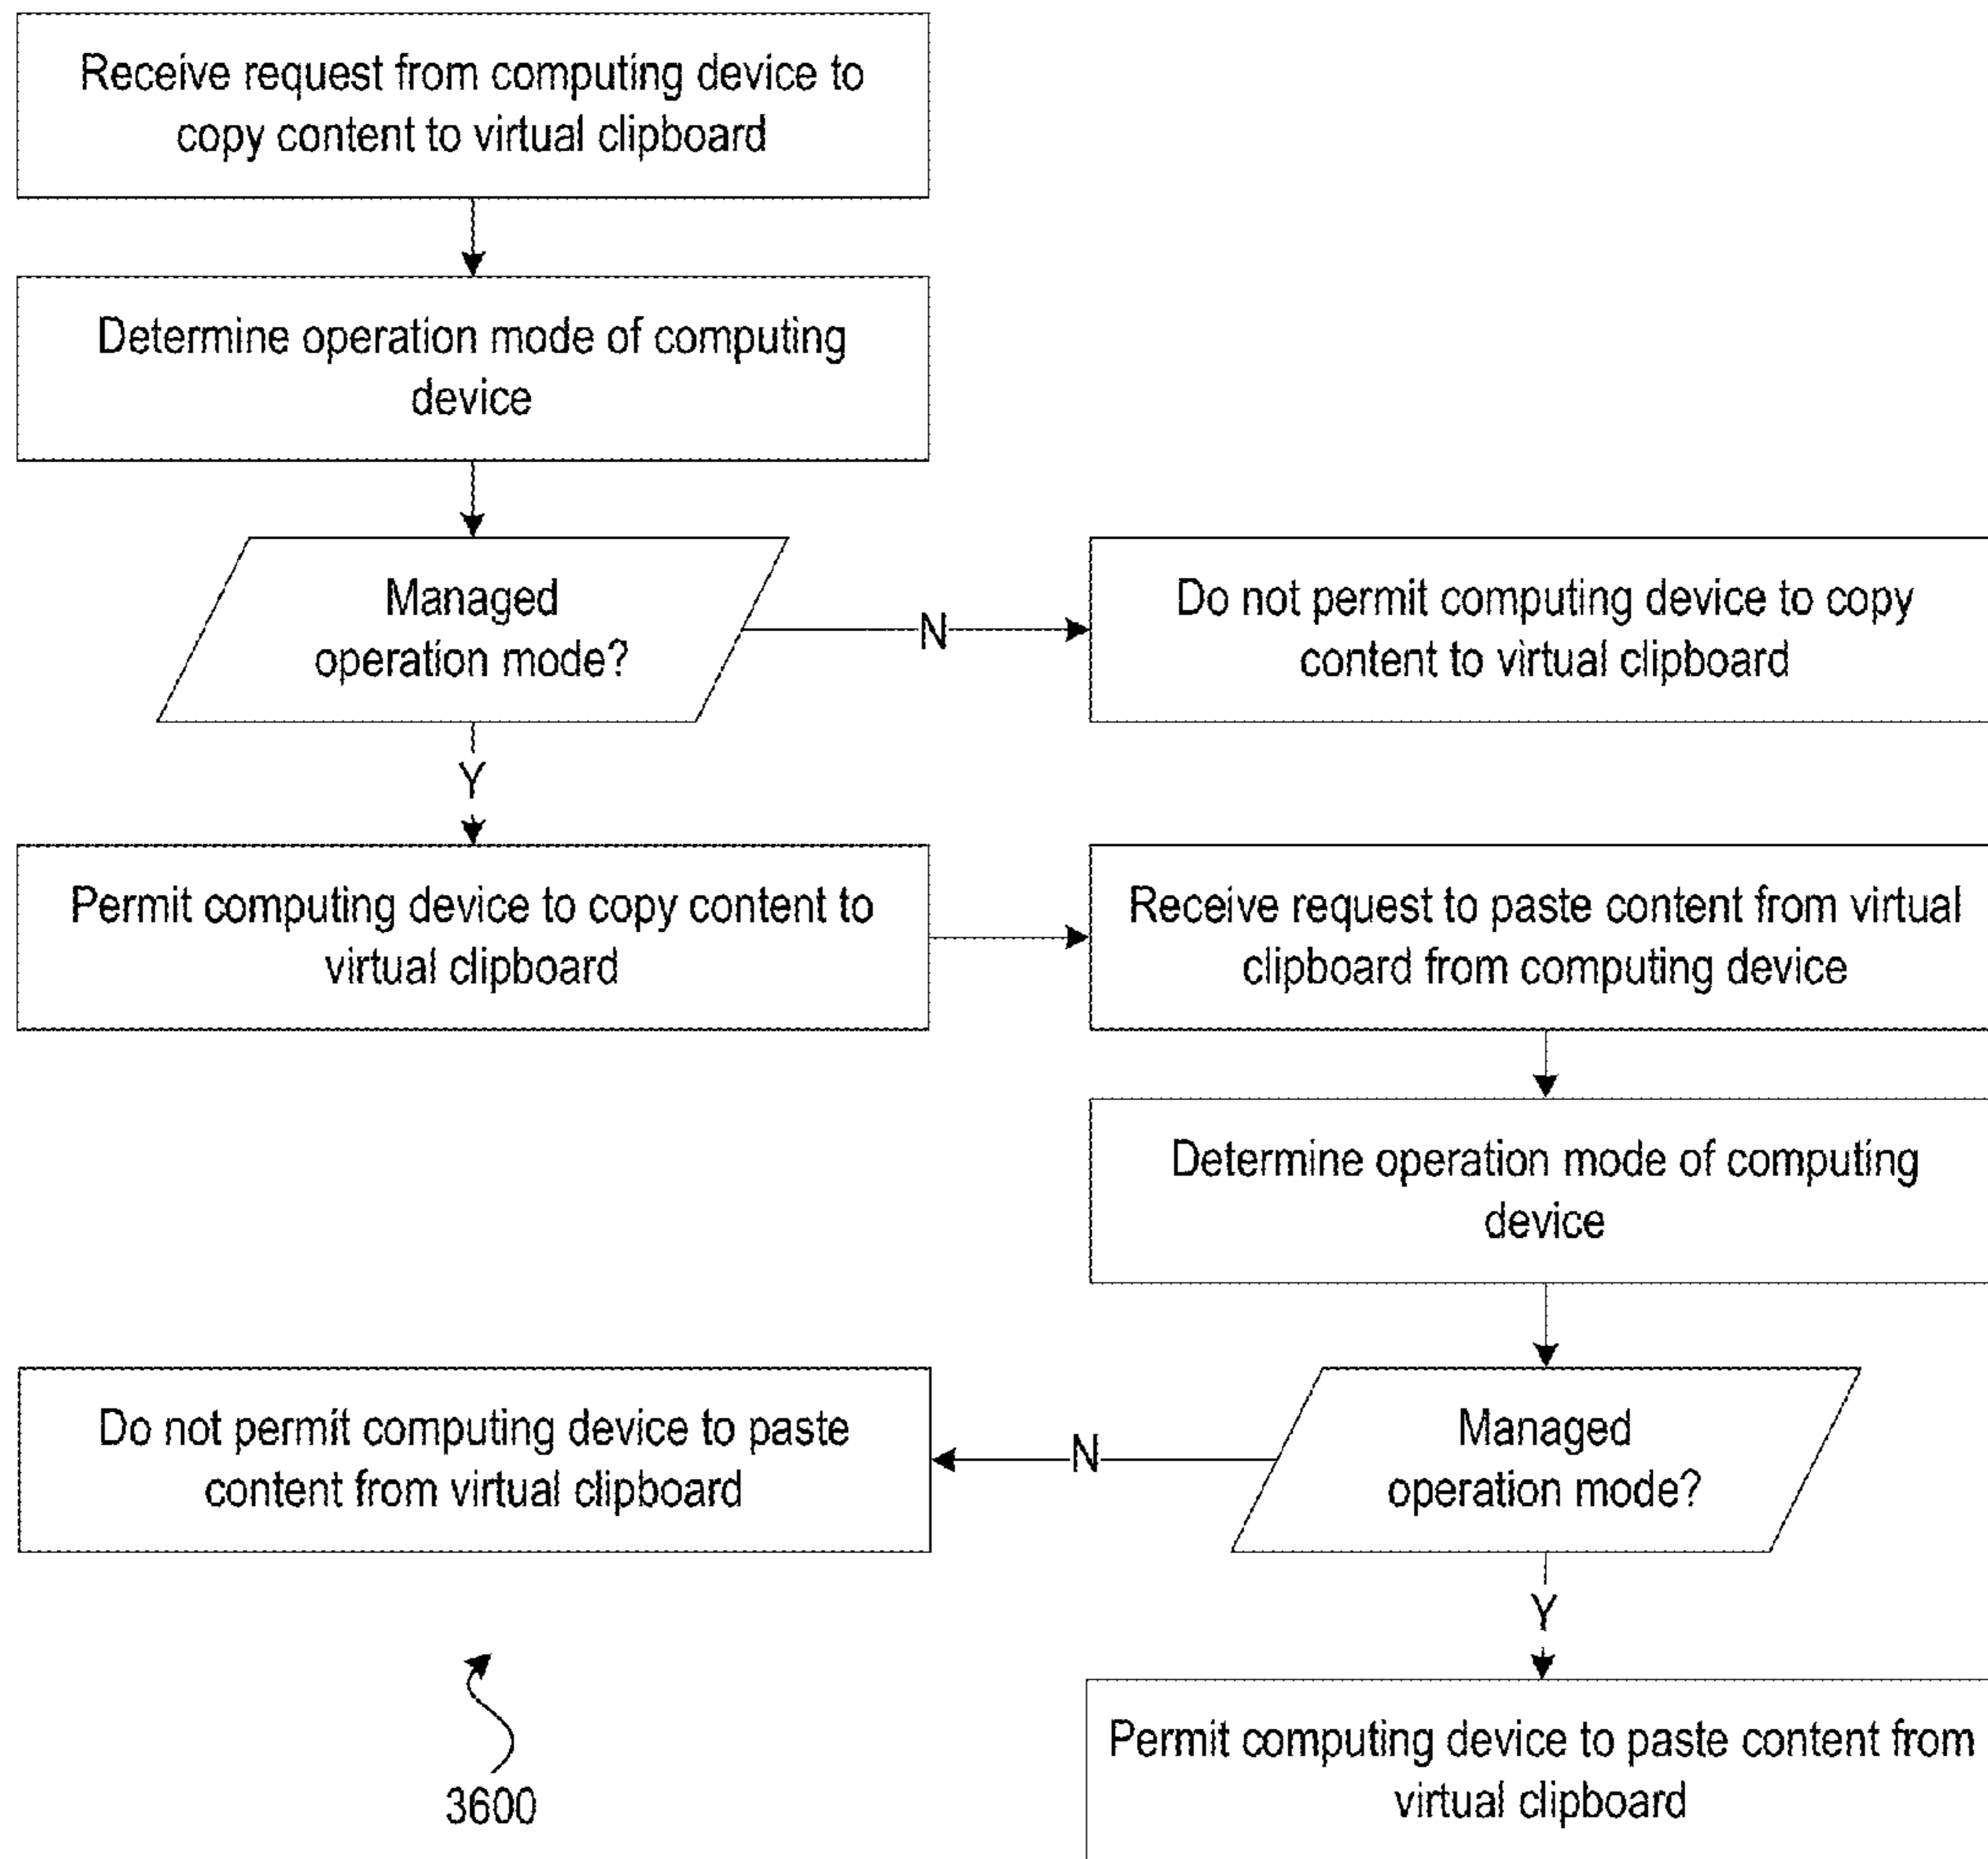 Receive request from computing device to
copy content to virtual clipboard
Determine operation mode of computing
device
Managed
operation mode?
N
Do not permit computing device to copy
content to virtual clipboard
Y
Permit computing device to copy content to
virtual clipboard
Receive request to paste content from virtual
clipboard from computing device
Determine operation mode of computing
device
Managed
operation mode?
N
Do not permit computing device to paste
content from virtual clipboard
Y
Permit computing device to paste content from
virtual clipboard
3600